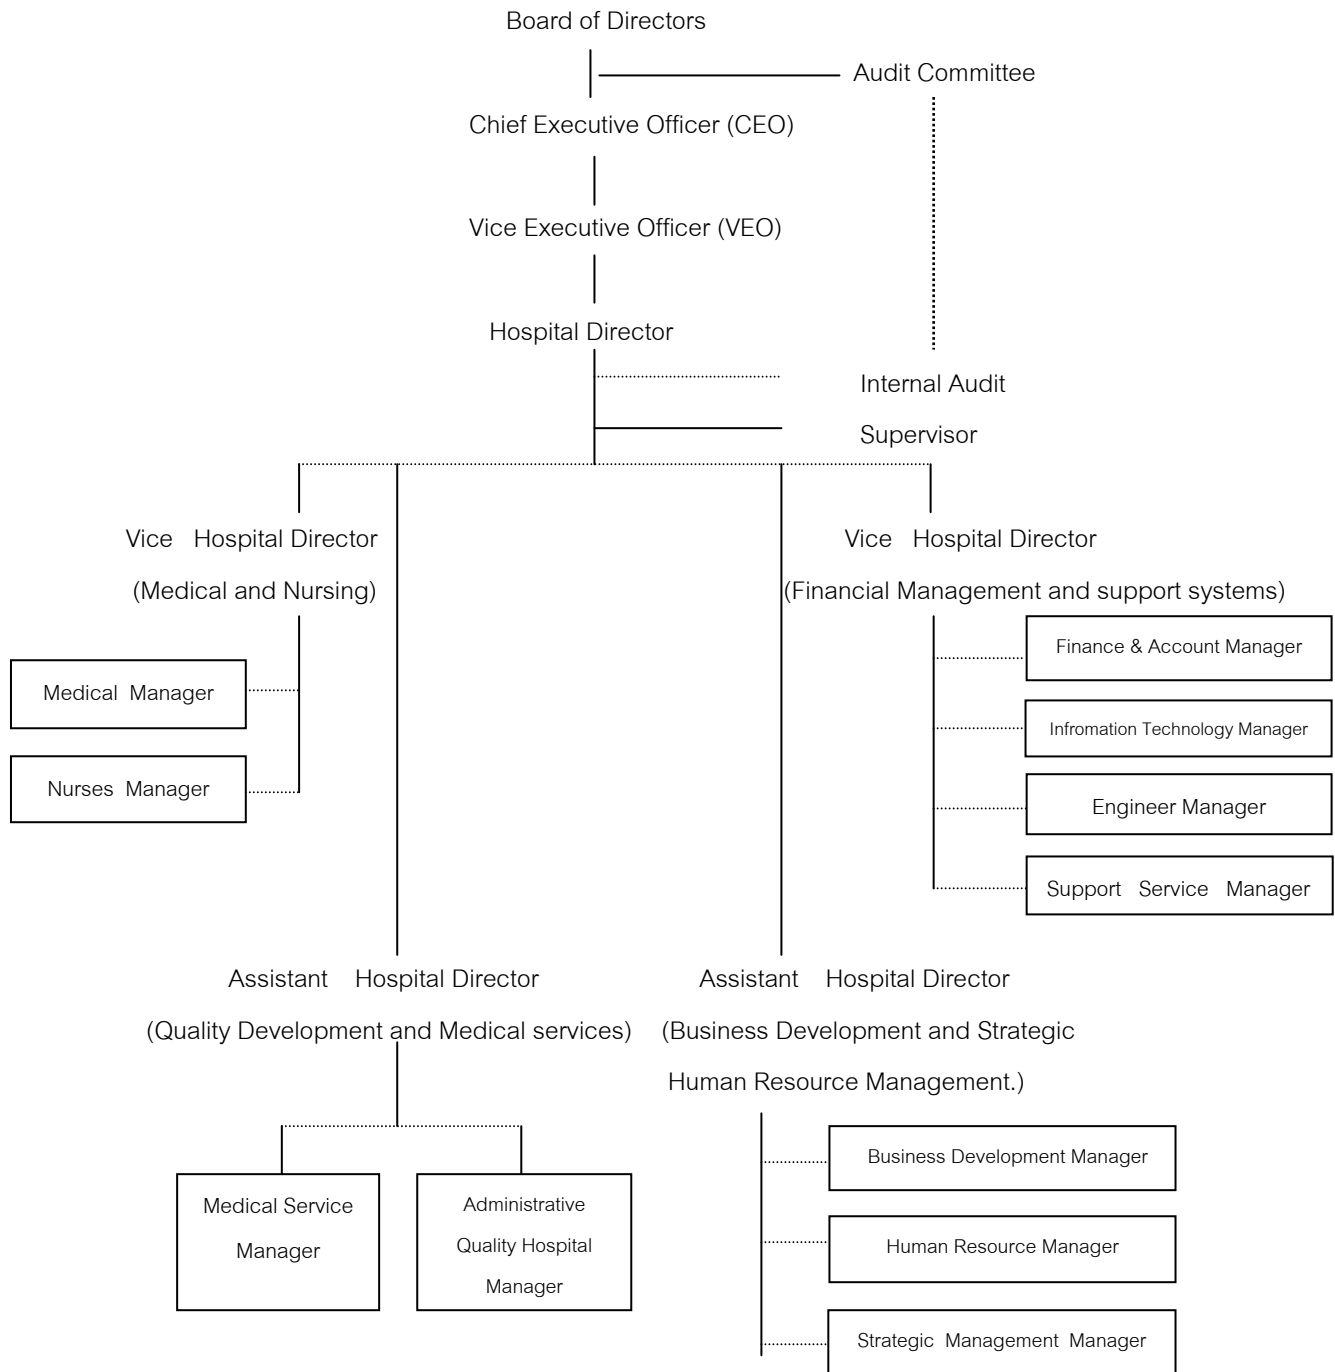 Board of Directors
Audit Committee
Chief Executive Officer (CEO)
Vice Executive Officer (VEO)
Hospital Director
Internal Audit
Supervisor
Vice Hospital Director
(Medical and Nursing)
Vice Hospital Director
(Financial Management and support systems)
Medical Manager
Nurses Manager
Finance & Account Manager
Infromation Technology Manager
Engineer Manager
Support Service Manager
Assistant Hospital Director
(Quality Development and Medical services)
Assistant Hospital Director
(Business Development and Strategic
Human Resource Management.)
Medical Service
Manager
Administrative
Quality Hospital
Manager
Business Development Manager
Human Resource Manager
Strategic Management Manager